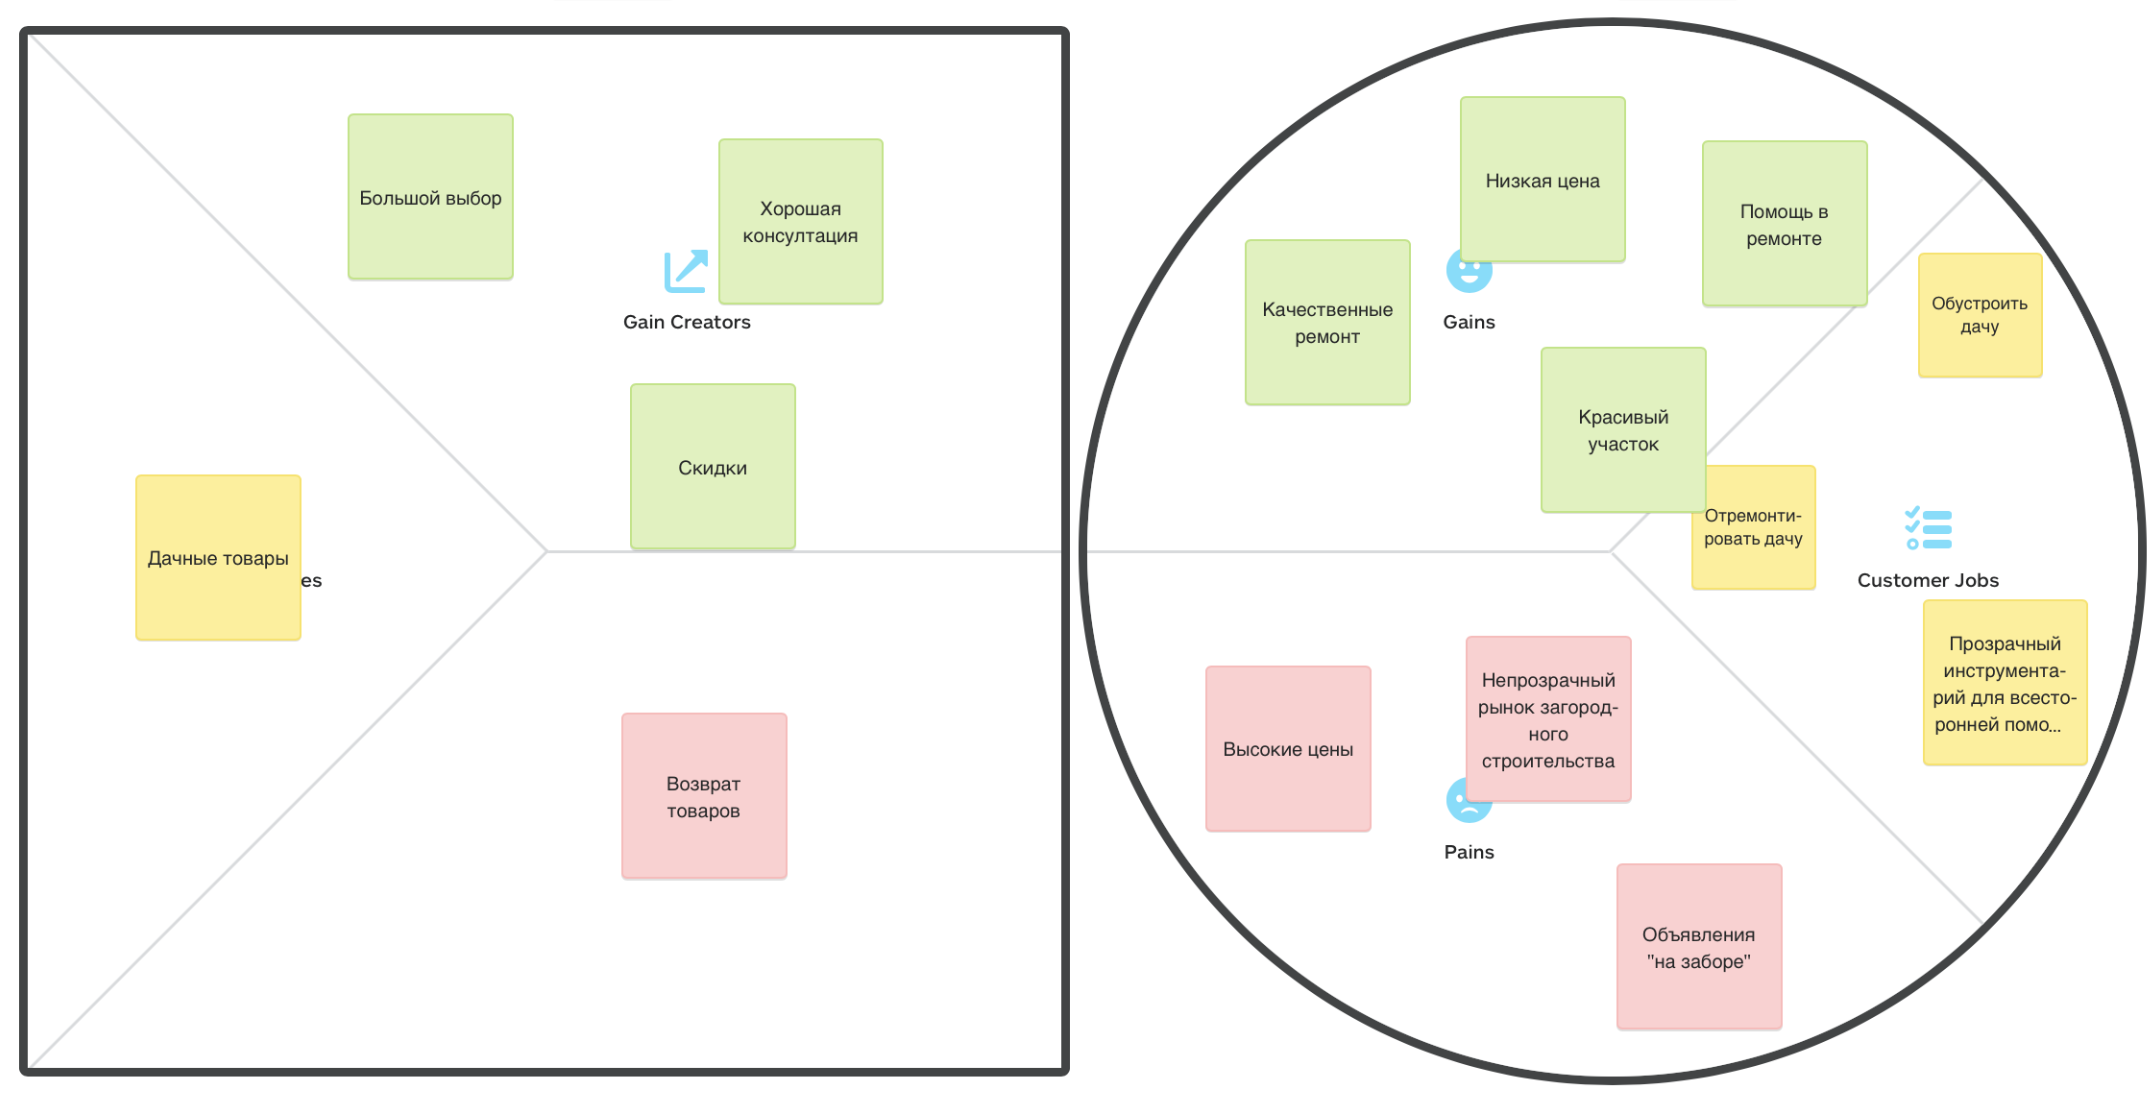 Большой выбор
Хорошая
консултация
Gain Creators
Скидки
Дачные товары
es
Возврат
товаров
Низкая цена
Помощь в
ремонте
Качественные
ремонт
Gains
Красивый
участок
Обустроить
дачу
Отремонти-
ровать дачу
Customer Jobs
Прозрачный
инструмента-
рий для всесто-
ронней помо...
Высокие цены
Непрозрачный
рынок загород-
ного
строительства
Pains
Объявления
"на заборе"